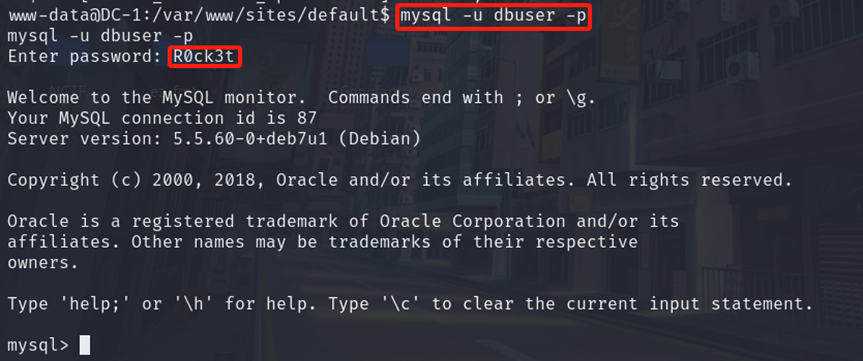 www-data@DC-1:/var/www/sites/default$ mysql -u dbuser -p
mysql -u dbuser -p
Enter password: R0ck3t
Welcome to the MySQL monitor.  Commands end with ; or \g.
Your MySQL connection id is 87
Server version: 5.5.60-0+deb7u1 (Debian)
Copyright (c) 2000, 2018, Oracle and/or its affiliates. All rights reserved.
Oracle is a registered trademark of Oracle Corporation and/or its
affiliates. Other names may be trademarks of their respective
owners.
Type 'help;' or '\h' for help. Type '\c' to clear the current input statement.
mysql>